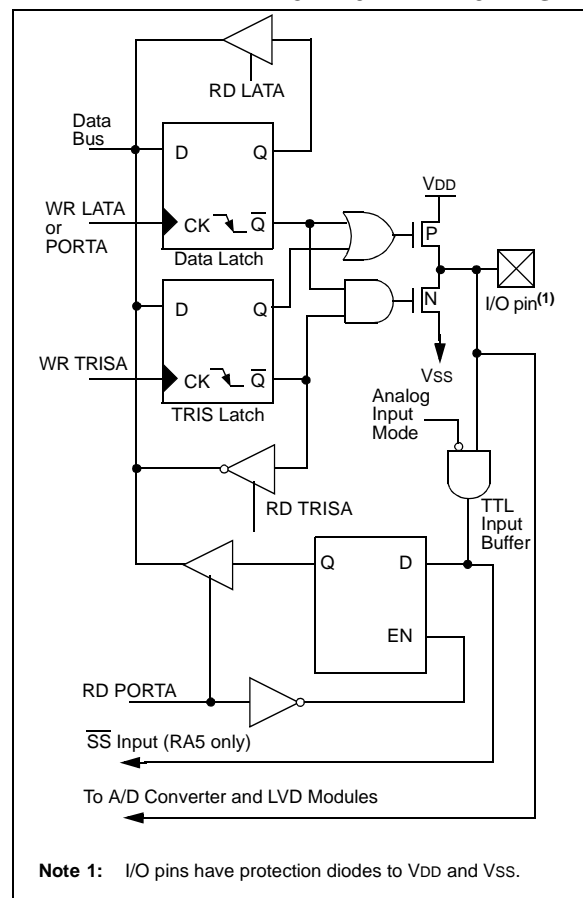 RD LATA
Data
Bus
D
Q
VDD
WR LATA
or
PORTA
CK
Q
P
Data Latch
D
Q
N
I/O pin(1)
WR TRISA
CK
Q
VSS
TRIS Latch
Analog
Input
Mode
RD TRISA
TTL
Input
Buffer
Q
D
EN
RD PORTA
SS Input (RA5 only)
To A/D Converter and LVD Modules
Note 1: I/O pins have protection diodes to VDD and VSS.